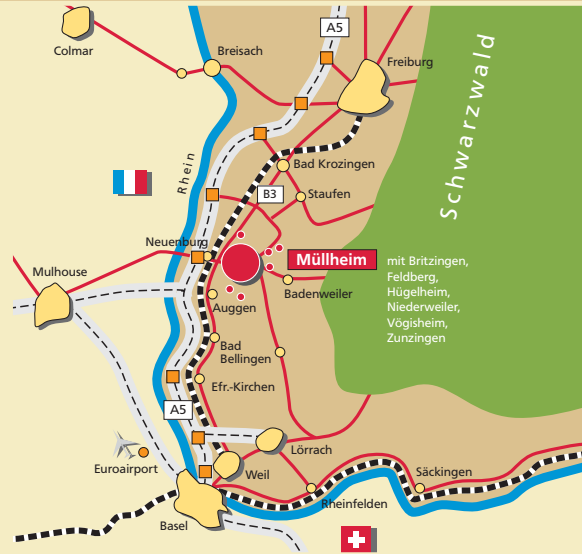 A5
Colmar
Breisach
Freiburg
Schwarzwald
Rhein
Bad Krozingen
B3
Staufen
Neuenburg
Müllheim
mit Britzingen,
Feldberg,
Hügelheim,
Niederweiler,
Vögisheim,
Zunzingen
Mulhouse
Badenweiler
Auggen
Bad
Bellingen
Efr.-Kirchen
A5
Lörrach
Euroairport
Weil
Säckingen
Rheinfelden
Basel